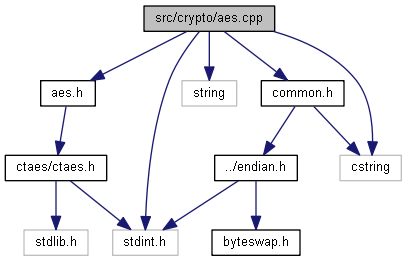 src/crypto/aes.cpp
aes.h
string
common.h
ctaes/ctaes.h
../endian.h
cstring
stdlib.h
stdint.h
byteswap.h